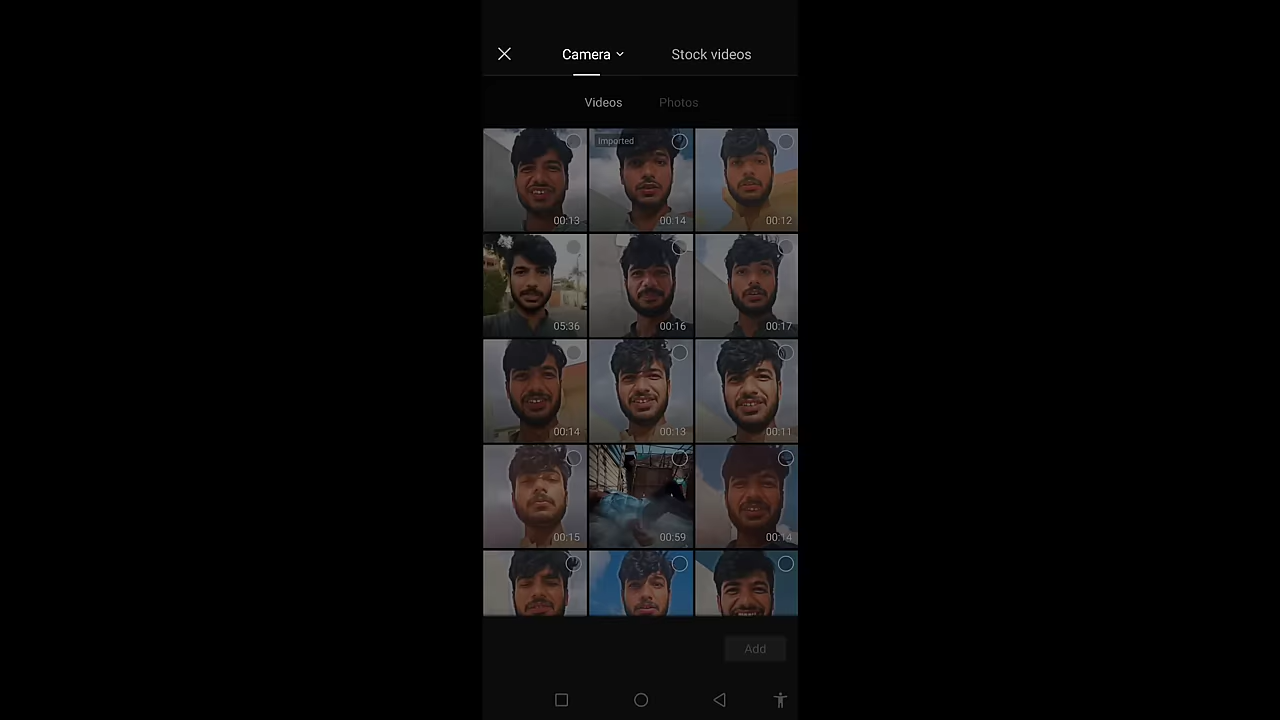 Camera
Stock videos
Videos
Photos
00:13
Imported
00:14
00:12
05:36
00:16
00:17
00:14
00:13
00:11
00:15
00:59
00:14
Add